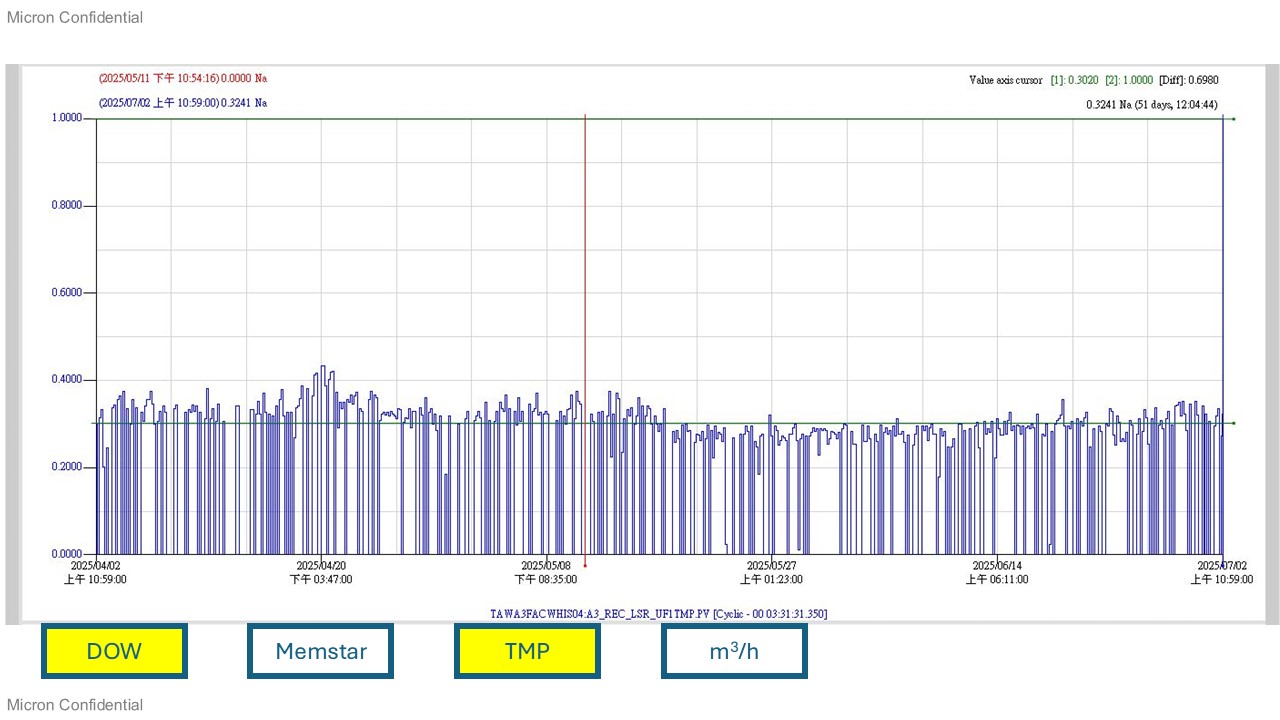 Micron Confidential
(2025/05/11 下午 10:54:16) 0.0000 Na
Value axis cursor [1]: 0.3020 [2]: 1.0000 [Diff]: 0.6980
(2025/07/02 上午 10:59:00) 0.3241 Na
0.3241 Na (51 days, 12:04:44)
1.0000
0.8000
0.6000
0.4000
0.2000
0.0000
2025/04/02 2025/04/20 2025/05/08 2025/05/27 2025/06/14 2025/07/02
上午 10:59:00 下午 03:47:00 下午 08:35:00 上午 01:23:00 上午 06:11:00 上午 10:59:00
TAWA3FACWHIS04:A3_REC_LSR_UF1TMP.PV [Cyclic - 00 03:31:31.350]
DOW Memstar TMP m³/h
Micron Confidential